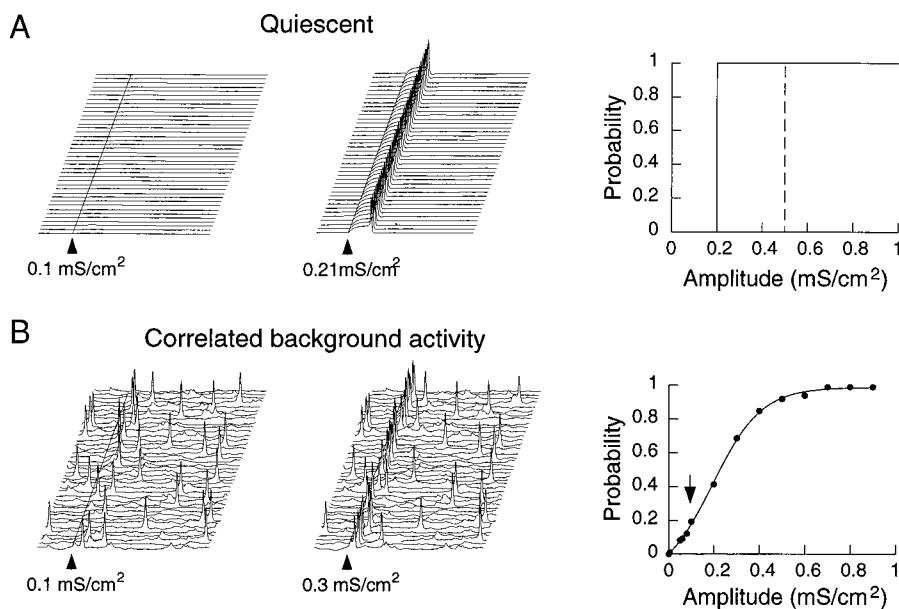 A
Quiescent
0.1 mS/cm2
0.21mS/cm2
Probability
1
0.8
0.6
0.4
0.2
0
0 0.2 0.4 0.6 0.8 1
Amplitude (mS/cm2)
B
Correlated background activity
0.1 mS/cm2
0.3 mS/cm2
Probability
1
0.8
0.6
0.4
0.2
0
0 0.2 0.4 0.6 0.8 1
Amplitude (mS/cm2)